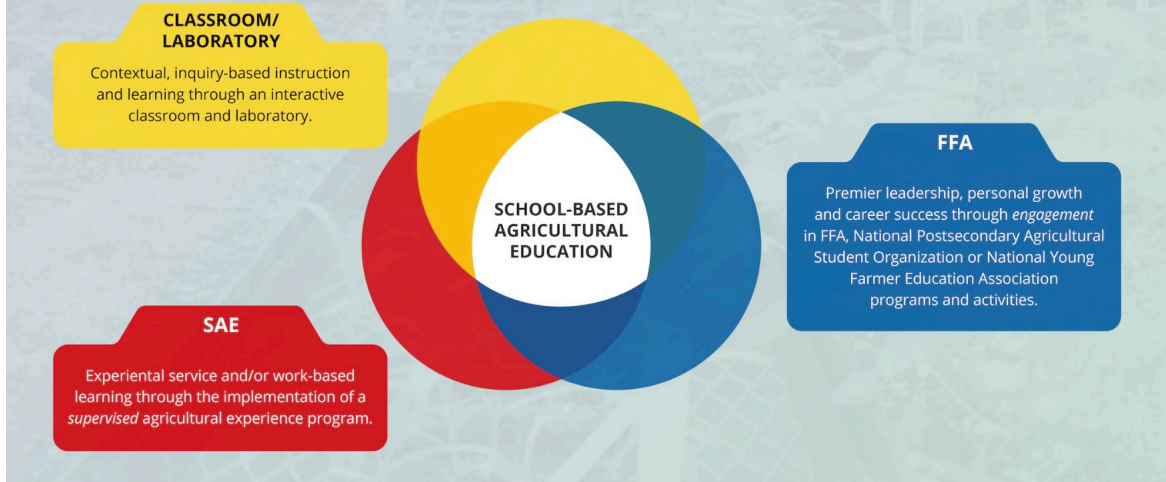 CLASSROOM/
LABORATORY
Contextual, inquiry-based instruction
and learning through an interactive
classroom and laboratory.
SCHOOL-BASED
AGRICULTURAL
EDUCATION
FFA
Premier leadership, personal growth
and career success through engagement
in FFA, National Postsecondary Agricultural
Student Organization or National Young
Farmer Education Association
programs and activities.
SAE
Experiental service and/or work-based
learning through the implementation of a
supervised agricultural experience program.